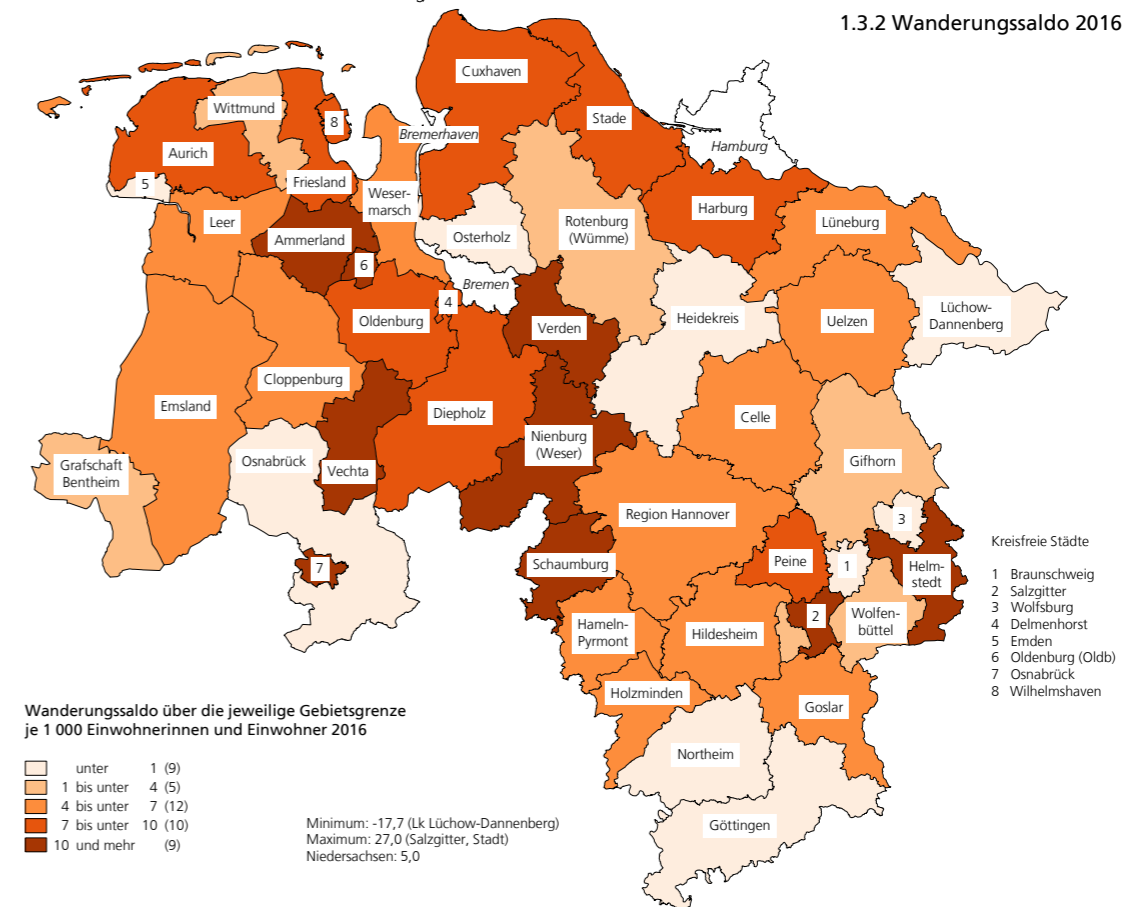 1.3.2 Wanderungssaldo 2016
Cuxhaven
Wittmund
8
Stade
Bremerhaven
Hamburg
Aurich
5
Friesland
Weser-
marsch
Harburg
Leer
Rotenburg
(Wümme)
Lüneburg
Ammerland
Osterholz
6
Bremen
4
Oldenburg
Verden
Heidekreis
Uelzen
Lüchow-
Dannenberg
Cloppenburg
Emsland
Diepholz
Celle
Nienburg
(Weser)
Grafschaft
Bentheim
Osnabrück
Vechta
Gifhorn
Region Hannover
3
Schaumburg
Peine
1
Helm-
stedt
7
2
Wolfen-
büttel
Hameln-
Pyrmont
Hildesheim
Holzminden
Goslar
Northeim
Göttingen
Kreisfreie Städte
1 Braunschweig
2 Salzgitter
3 Wolfsburg
4 Delmenhorst
5 Emden
6 Oldenburg (Oldb)
7 Osnabrück
8 Wilhelmshaven
Wanderungssaldo über die jeweilige Gebietsgrenze
je 1 000 Einwohnerinnen und Einwohner 2016
unter 1 (9)
1 bis unter 4 (5)
4 bis unter 7 (12)
7 bis unter 10 (10)
10 und mehr (9)
Minimum: -17,7 (Lk Lüchow-Dannenberg)
Maximum: 27,0 (Salzgitter, Stadt)
Niedersachsen: 5,0